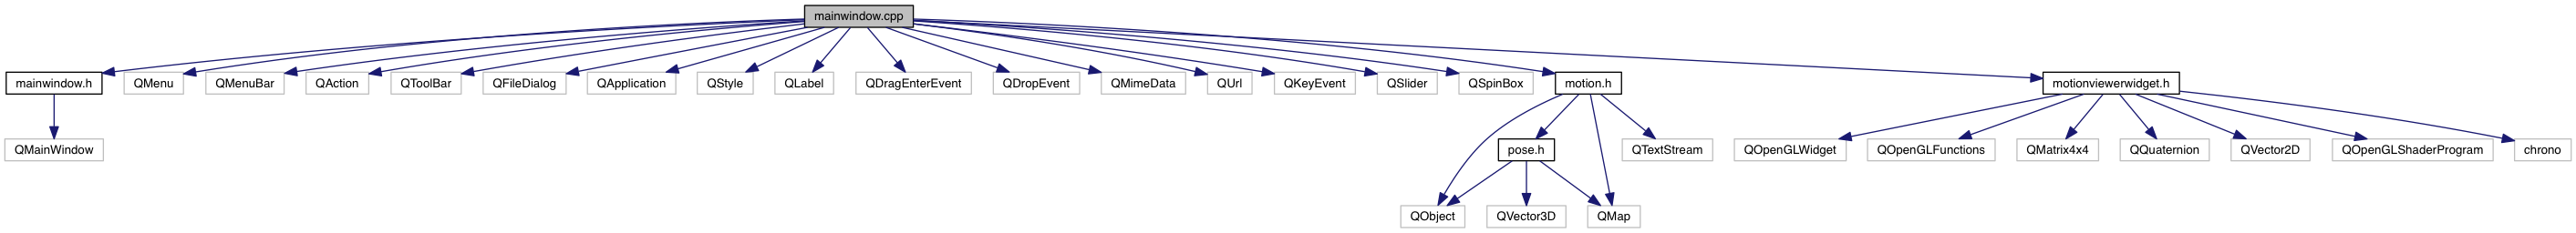 mainwindow.cpp
mainwindow.h
QMenu
QMenuBar
QAction
QToolBar
QFileDialog
QApplication
QStyle
QLabel
QDragEnterEvent
QDropEvent
QMimeData
QUrl
QKeyEvent
QSlider
QSpinBox
motion.h
motionviewerwidget.h
QMainWindow
pose.h
QTextStream
QOpenGLWidget
QOpenGLFunctions
QMatrix4x4
QQuaternion
QVector2D
QOpenGLShaderProgram
chrono
QObject
QVector3D
QMap